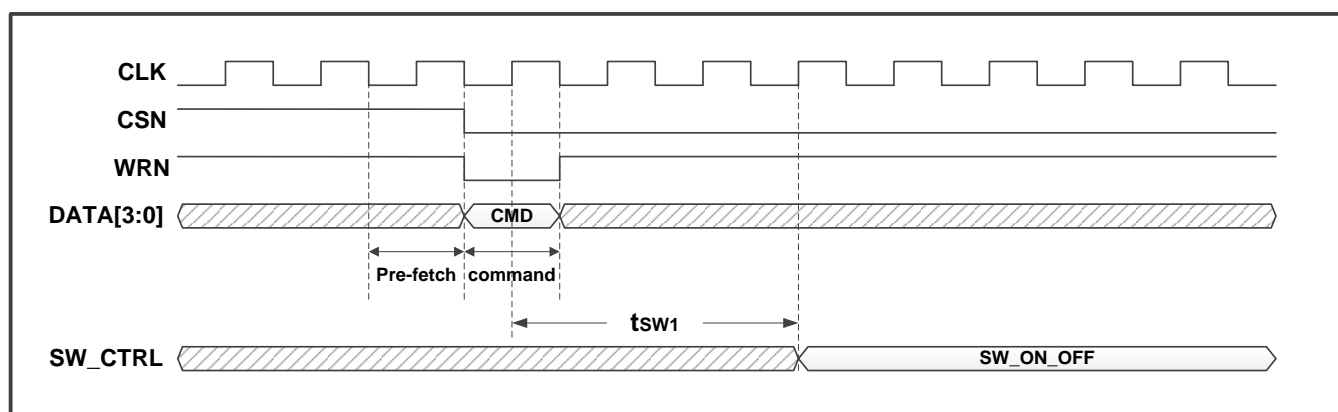 CLK
CSN
WRN
DATA[3:0]
CMD
Pre-fetch command
tSW1
SW_CTRL
SW_ON_OFF